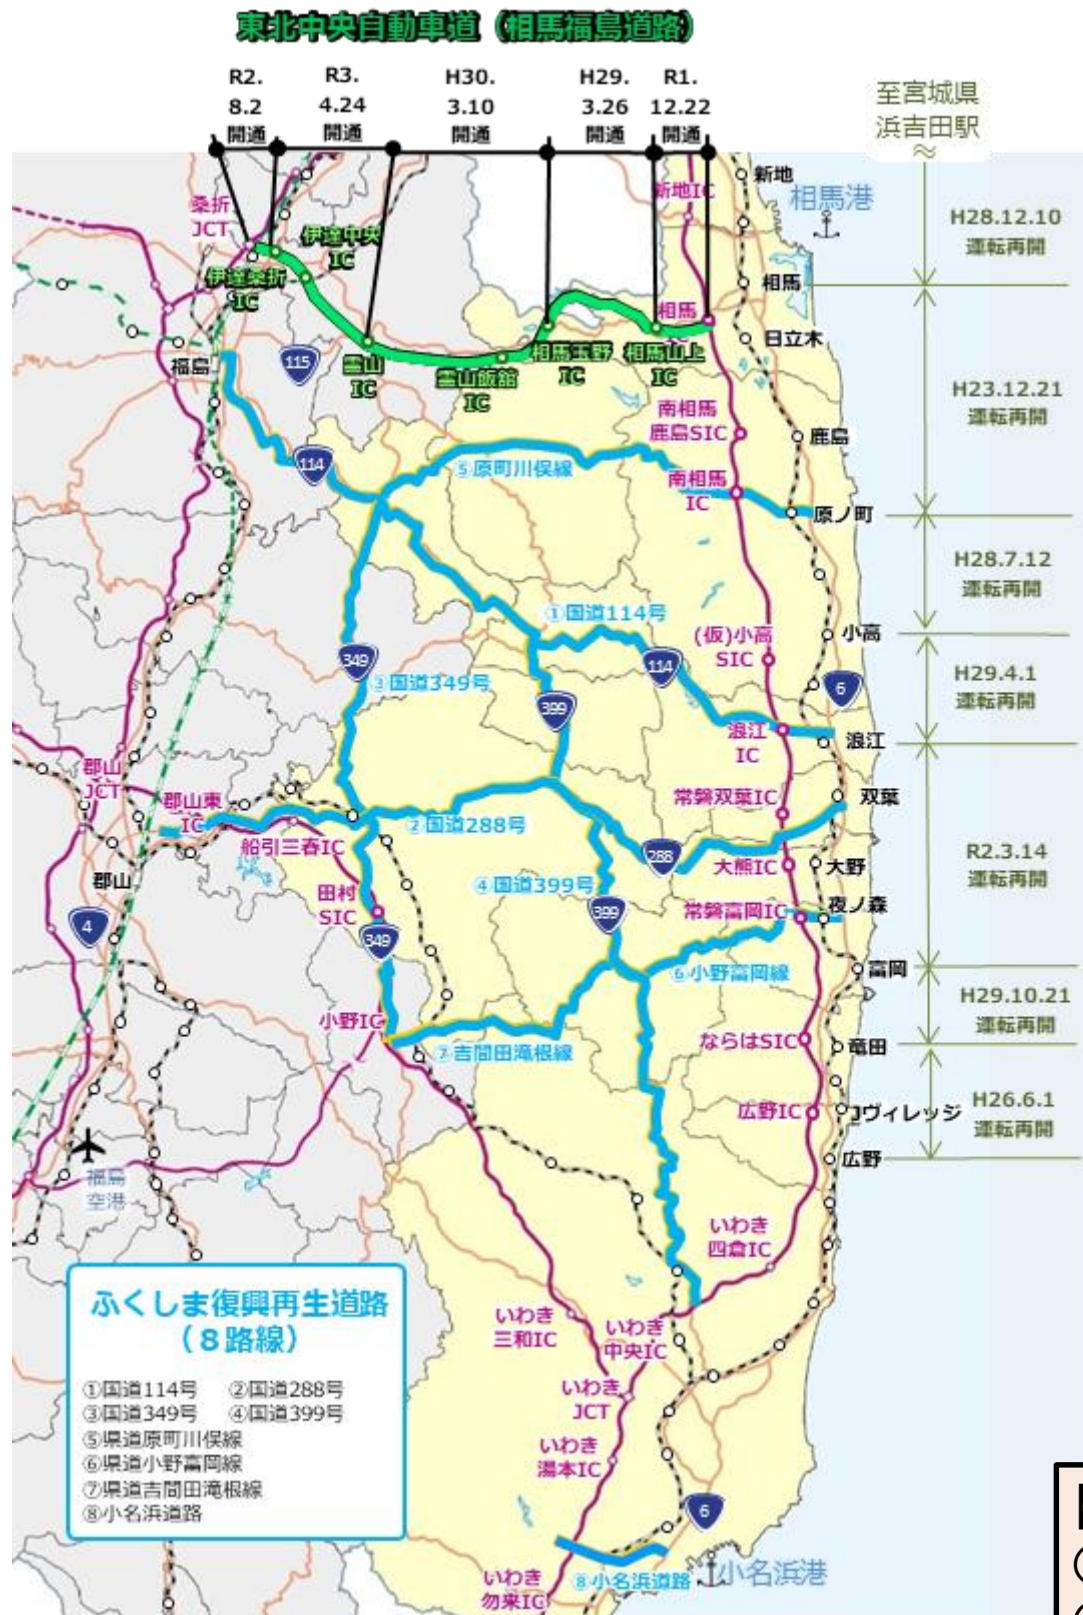 東北中央自動車道（相馬福島道路）
R2.
8.2
開通
R3.
4.24
開通
H30.
3.10
開通
H29.
3.26
開通
R1.
12.22
開通
至宮城県
浜吉田駅
≈
新地
新地IC
相馬港
桑折
JCT
伊達中央
IC
伊達桑折
IC
H28.12.10
運転再開
相馬
相馬
日立木
福島
115
霊山
IC
霊山飯舘
IC
相馬玉野
IC
相馬山上
IC
H23.12.21
運転再開
南相馬
鹿島SIC
鹿島
114
⑤原町川俣線
南相馬
IC
原ノ町
H28.7.12
運転再開
①国道114号
(仮)小高
SIC
小高
349
③国道349号
114
6
399
H29.4.1
運転再開
浪江
IC
浪江
郡山
JCT
郡山東
IC
常磐双葉IC
双葉
②国道288号
船引三春IC
288
大熊IC
大野
R2.3.14
運転再開
郡山
田村
SIC
④国道399号
399
常磐富岡IC
夜ノ森
4
349
⑥小野富岡線
富岡
小野IC
⑦吉間田滝根線
ならはSIC
竜田
H29.10.21
運転再開
広野IC
Jヴィレッジ
H26.6.1
運転再開
広野
福島
空港
いわき
四倉IC
ふくしま復興再生道路
（８路線）
①国道114号 ②国道288号
③国道349号 ④国道399号
⑤県道原町川俣線
⑥県道小野富岡線
⑦県道吉間田滝根線
⑧小名浜道路
いわき
三和IC
いわき
中央IC
いわき
JCT
いわき
湯本IC
6
いわき
勿来IC
⑧小名浜道路
小名浜港